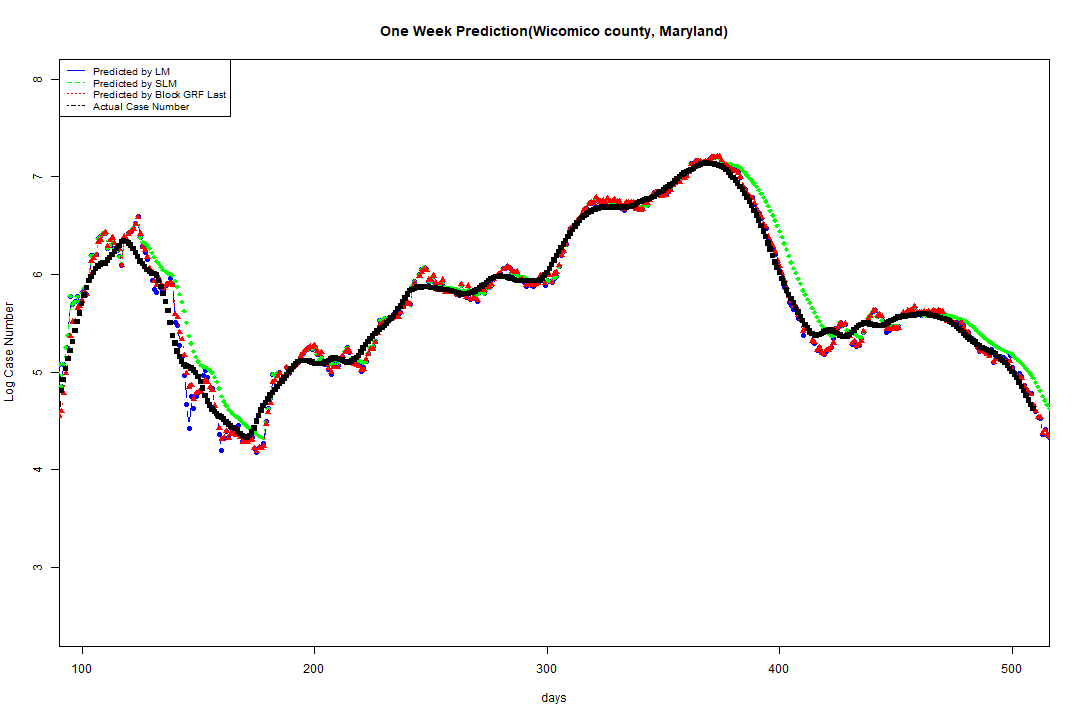 One Week Prediction(Wicomico county, Maryland)
Predicted by LM
Predicted by SLM
Predicted by Block GRF Last
Actual Case Number
8
7
6
5
4
3
Log Case Number
100 200 300 400 500
days